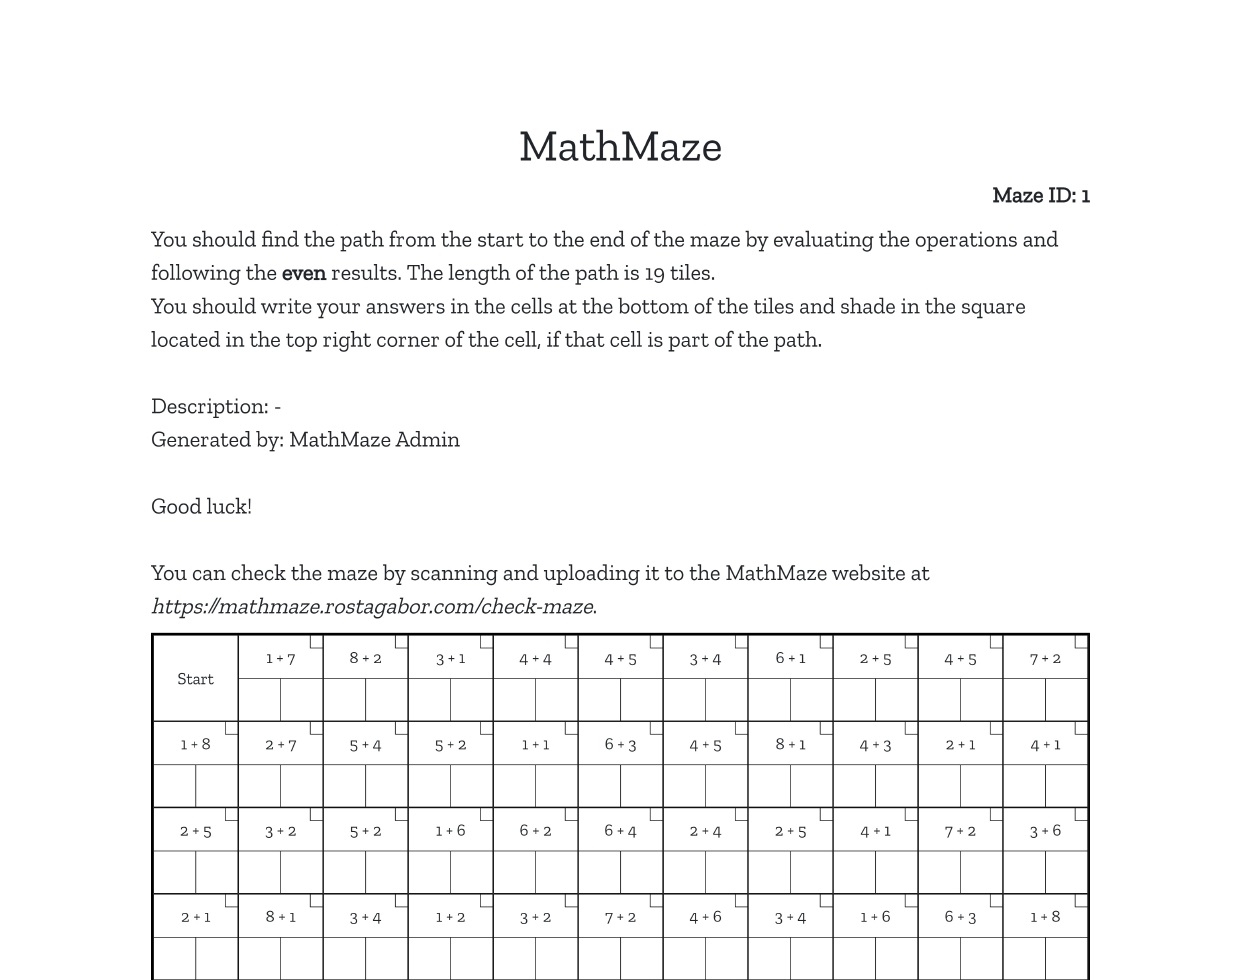 MathMaze
Maze ID: 1
You should find the path from the start to the end of the maze by evaluating the operations and
following the even results. The length of the path is 19 tiles.
You should write your answers in the cells at the bottom of the tiles and shade in the square
located in the top right corner of the cell, if that cell is part of the path.
Description: -
Generated by: MathMaze Admin
Good luck!
You can check the maze by scanning and uploading it to the MathMaze website at
https://mathmaze.rostagabor.com/check-maze.
Start 1 + 7 8 + 2 3 + 1 4 + 4 4 + 5 3 + 4 6 + 1 2 + 5 4 + 5 7 + 2
1 + 8 2 + 7 5 + 4 5 + 2 1 + 1 6 + 3 4 + 5 8 + 1 4 + 3 2 + 1 4 + 1
2 + 5 3 + 2 5 + 2 1 + 6 6 + 2 6 + 4 2 + 4 2 + 5 4 + 1 7 + 2 3 + 6
2 + 1 8 + 1 3 + 4 1 + 2 3 + 2 7 + 2 4 + 6 3 + 4 1 + 6 6 + 3 1 + 8